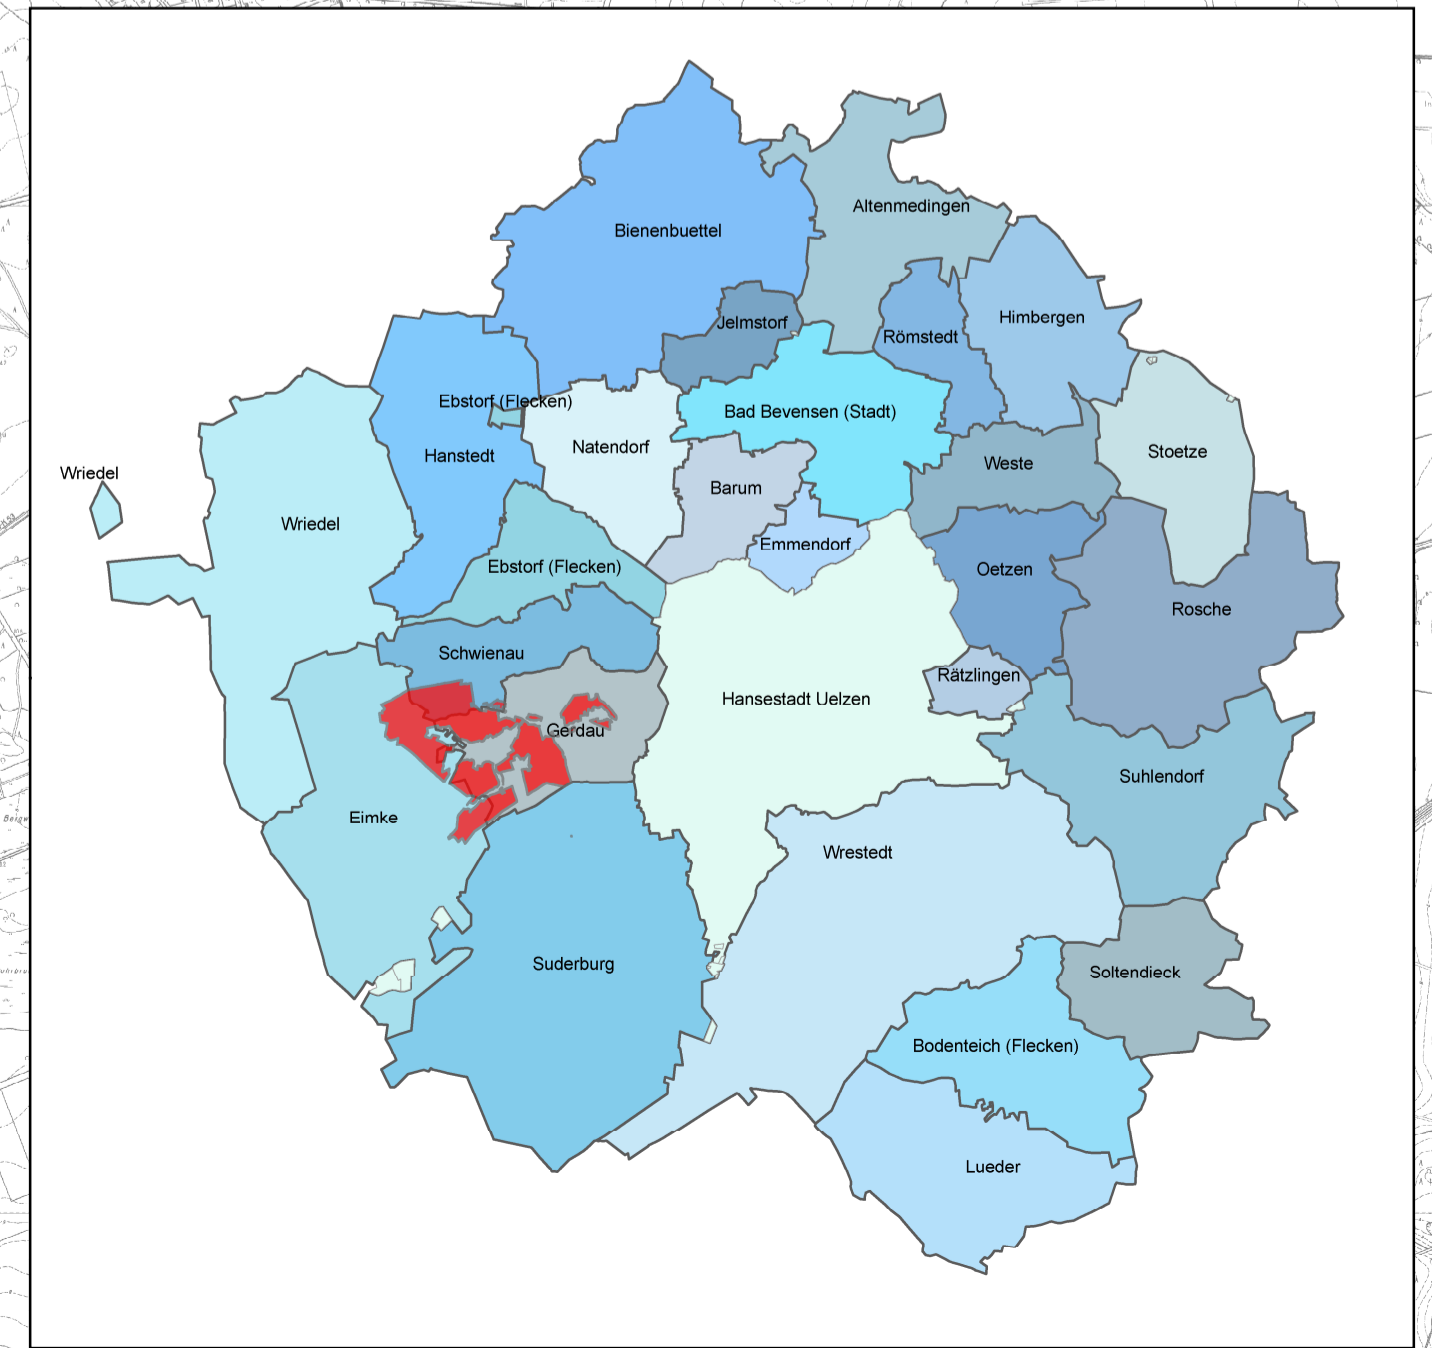 Altenmedingen
Bienenbuettel
Himbergen
Jelmstorf
Römstedt
Ebstorf (Flecken)
Bad Bevensen (Stadt)
Natendorf
Stoetze
Hanstedt
Weste
Wriedel
Barum
Wriedel
Emmendorf
Ebstorf (Flecken)
Oetzen
Rosche
Schwienau
Rätzlingen
Hansestadt Uelzen
Gerdau
Suhlendorf
Eimke
Wrestedt
Suderburg
Soltendieck
Bodenteich (Flecken)
Lueder